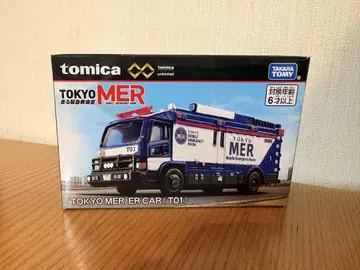 tomica
tomica
unlimited
TAKARA
TOMY
TOKYO MER
走る緊急救命室
対象年齢
6才以上
TOKYO
MER
Mobile Emergency Room
MER
T01
TOKYO MER ER CAR (T01)